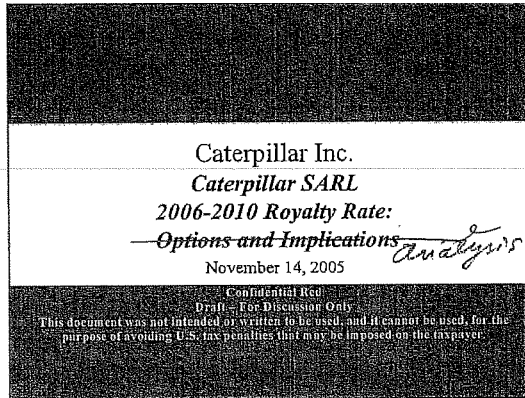 Caterpillar Inc.
Caterpillar SARL
2006-2010 Royalty Rate:
Options and Implications analysis
November 14, 2005
Confidential Red
Draft - For Discussion Only
This document was not intended or written to be used, and it cannot be used, for the
purpose of avoiding U.S. tax penalties that may be imposed on the taxpayer.